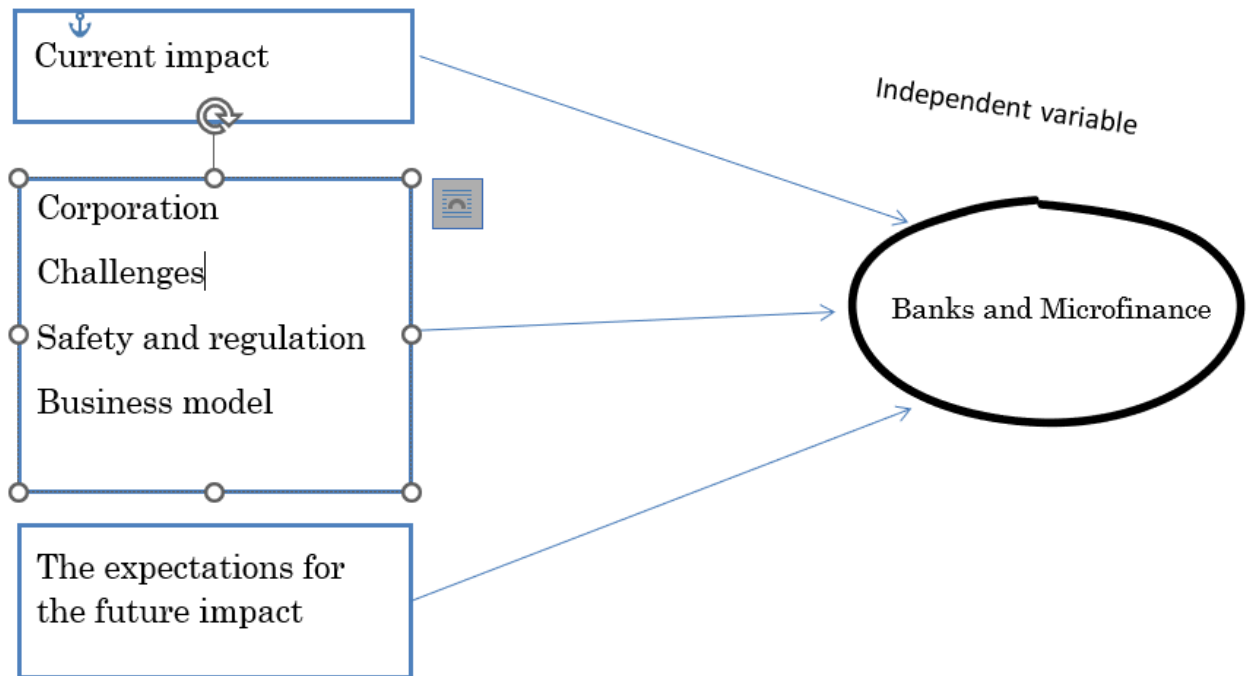 Current impact
Independent variable
Corporation
Challenges
Safety and regulation
Business model
Banks and Microfinance
The expectations for
the future impact